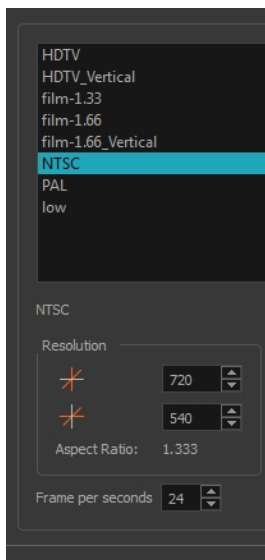 HDTV
HDTV_Vertical
film-1.33
film-1.66
film-1.66_Vertical
NTSC
PAL
low
NTSC
Resolution
720
540
Aspect Ratio: 1.333
Frame per seconds 24